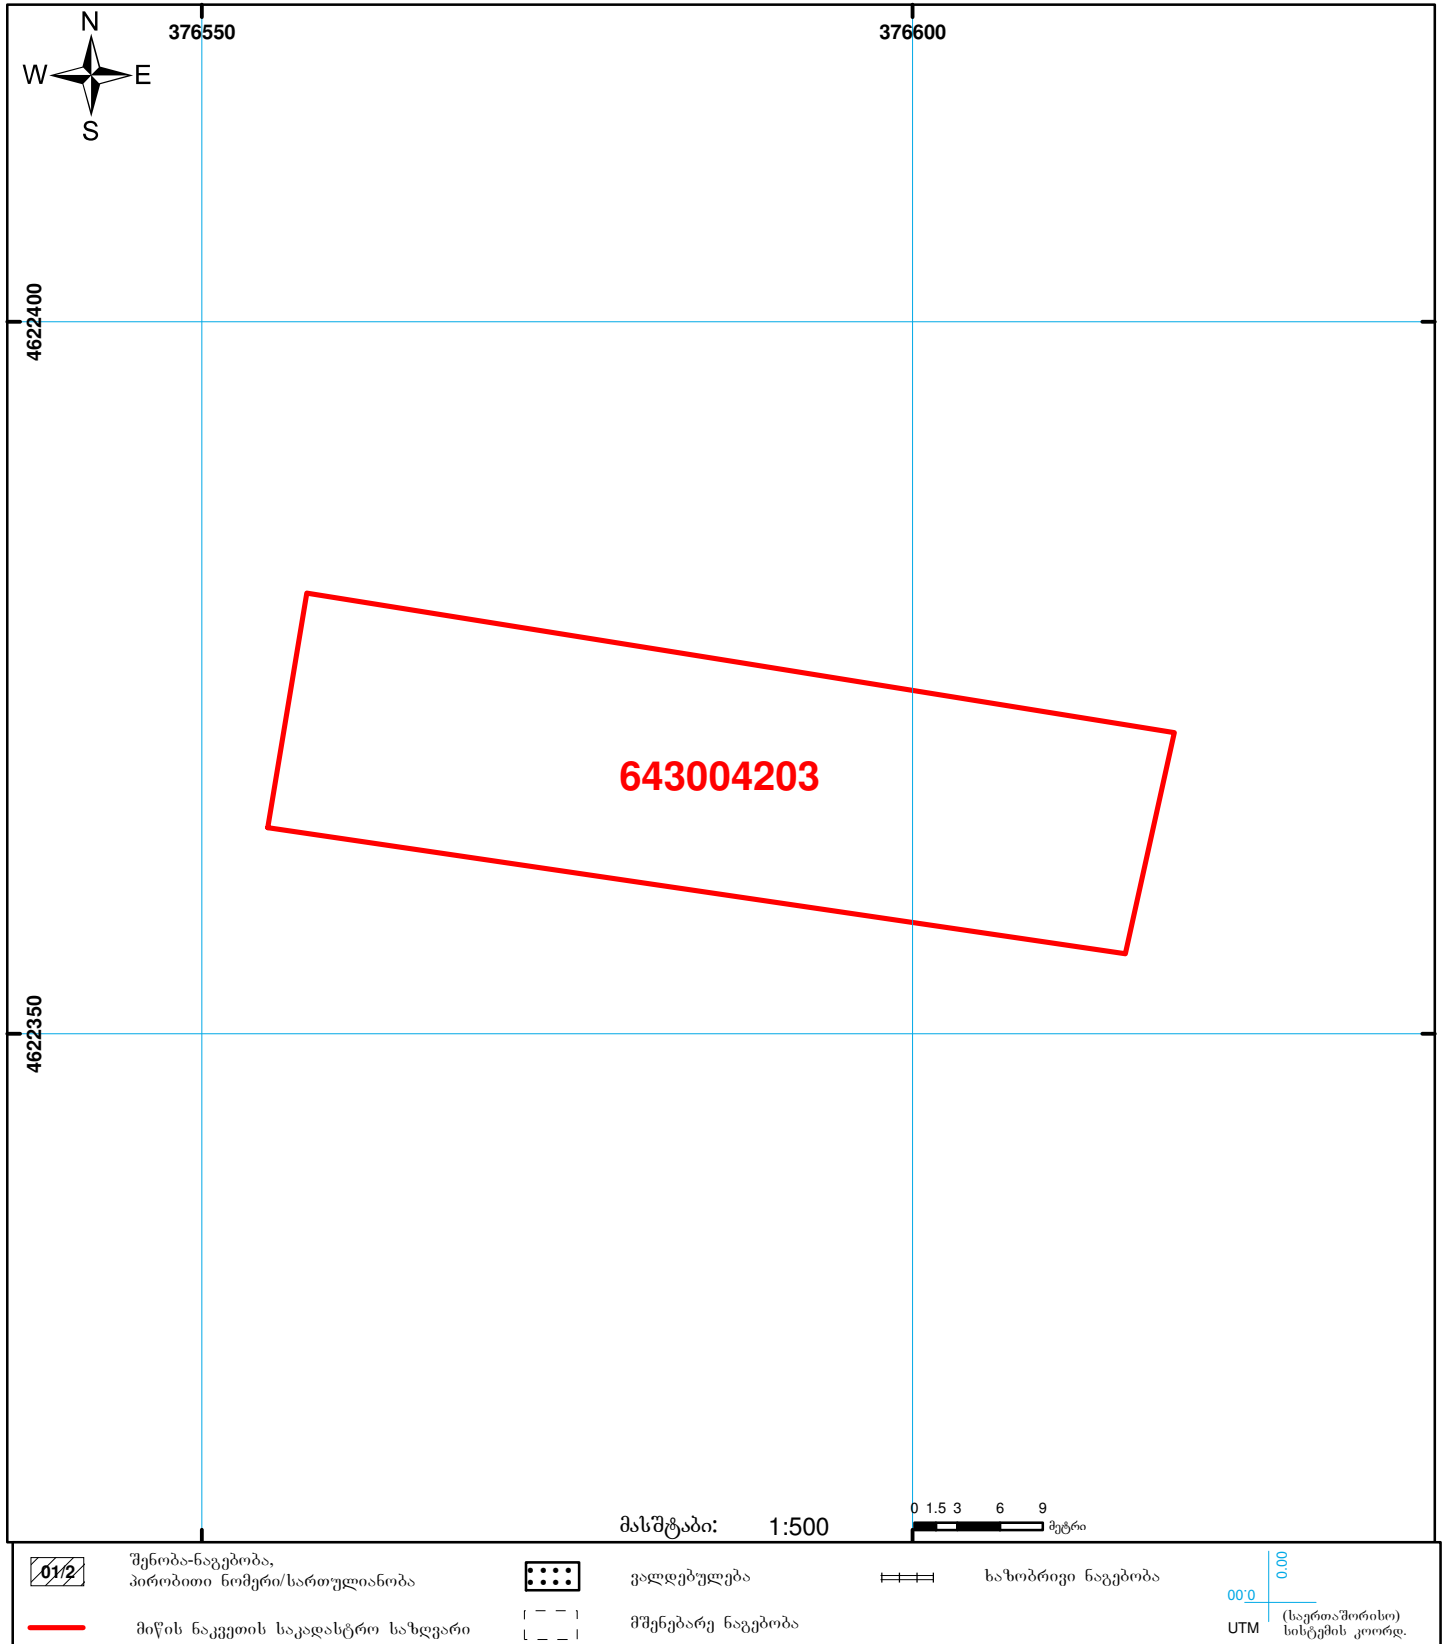 N
W E
S
376550
376600
4622400
4622350
643004203
მასშტაბი: 1:500
0 1.5 3 6 9
მეტრი
01/2
შენობა-ნაგებობა,
პირობითი ნომერი/სართულიანობა
ვალდებულება
ხაზობრივი ნაგებობა
მიწის ნაკვეთის საკადასტრო საზღვარი
მშენებარე ნაგებობა
00.0
00.0
UTM
(საერთაშორისო)
სისტემის კოორდ.